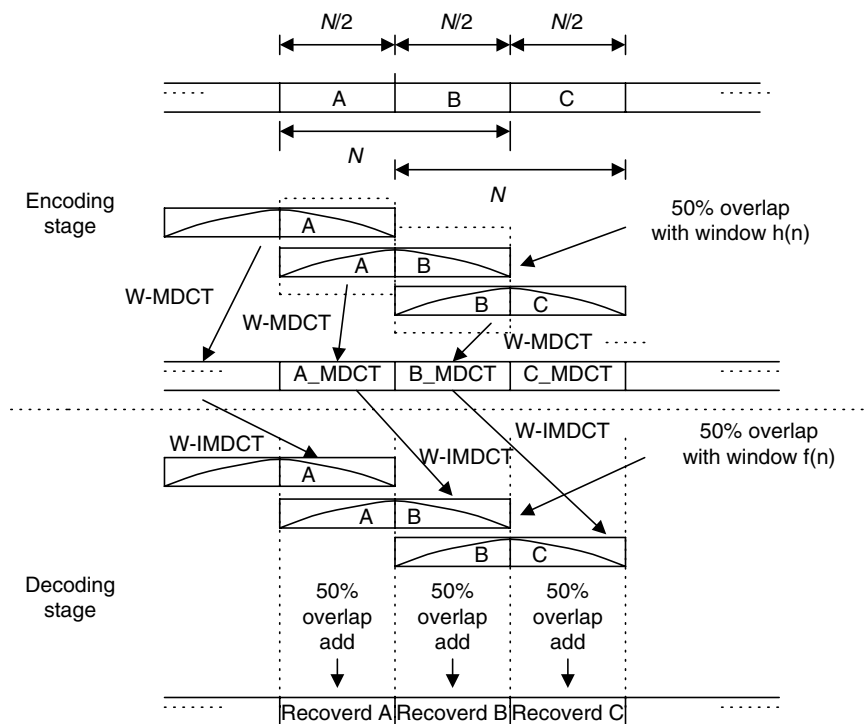 N/2 N/2 N/2
A B C
N
N
Encoding
stage
A
50% overlap
with window h(n)
A B
W-MDCT
B C
W-MDCT
W-MDCT
A_MDCT B_MDCT C_MDCT
W-IMDCT
W-IMDCT
W-IMDCT
50% overlap
with window f(n)
A
A B
B C
Decoding
stage
50%
overlap
add
50%
overlap
add
50%
overlap
add
Recoverd A Recoverd B Recoverd C